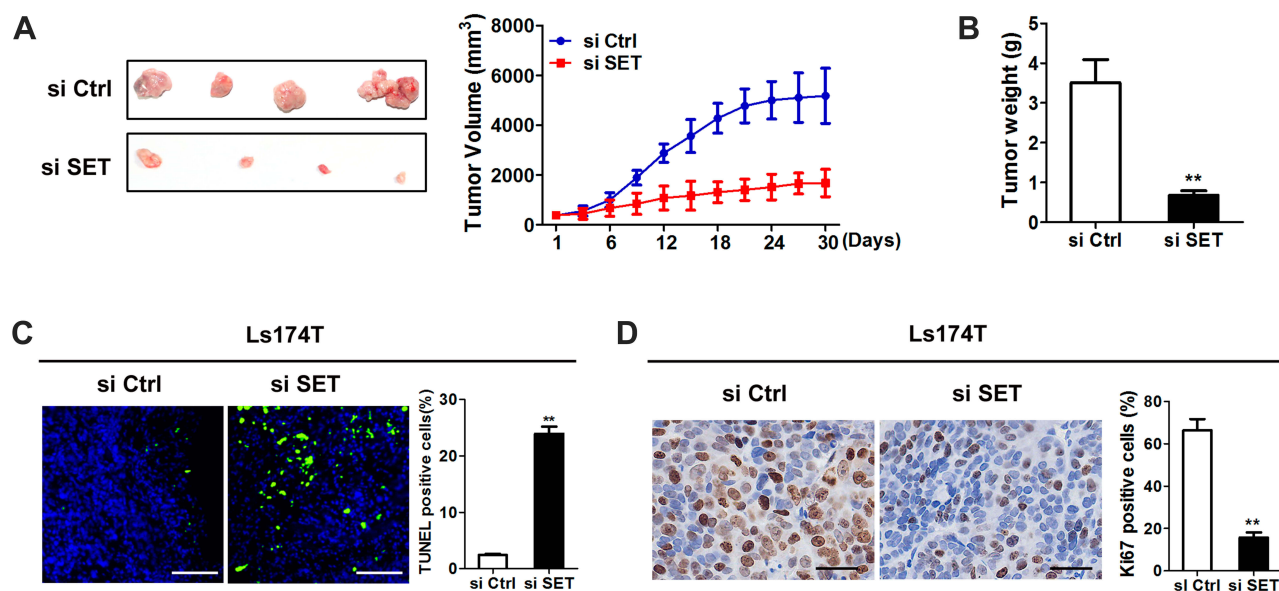 A
si Ctrl
si SET
Tumor Volume (mm³)
8000
6000
4000
2000
0
1 6 12 18 24 30 (Days)
si Ctrl
si SET
B
Tumor weight (g)
5
4
3
2
1
0
si Ctrl si SET
**
C
Ls174T
si Ctrl si SET
TUNEL positive cells(%)
30
20
10
0
**
si Ctrl si SET
D
Ls174T
si Ctrl si SET
Ki67 positive cells (%)
80
60
40
20
0
**
sI Ctrl si SET